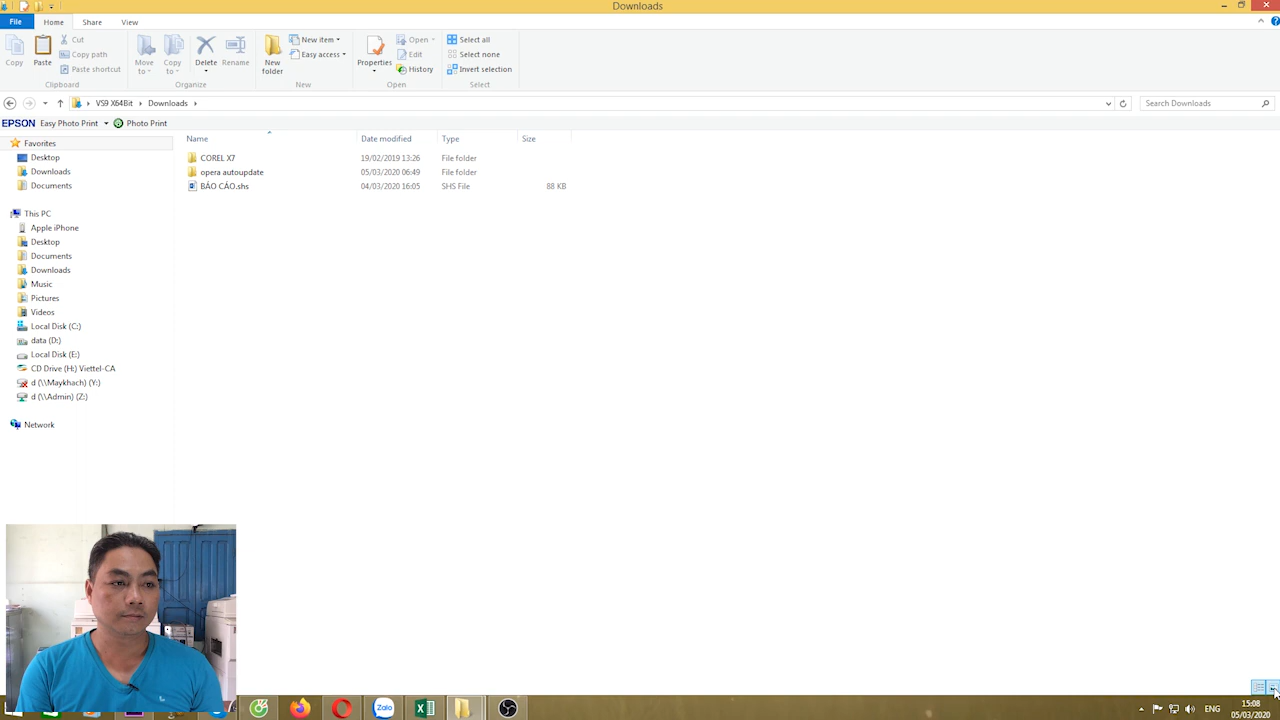 Downloads
File Home Share View
Copy
Paste
Cut
Copy path
Paste shortcut
Clipboard
Move to
Copy to
Delete
Rename
Organize
New folder
New item
Easy access
New
Properties
Open
Edit
History
Open
Select all
Select none
Invert selection
Select
VS9 X64Bit Downloads
Search Downloads
EPSON Easy Photo Print Photo Print
Name Date modified Type Size
COREL X7 19/02/2019 13:26 File folder
opera autoupdate 05/03/2020 06:49 File folder
BÁO CÁO.shs 04/03/2020 16:05 SHS File 88 KB
Favorites
Desktop
Downloads
Documents
This PC
Apple iPhone
Desktop
Documents
Downloads
Music
Pictures
Videos
Local Disk (C:)
data (D:)
Local Disk (E:)
CD Drive (H:) Viettel-CA
d (\\Maykhach) (Y:)
d (\\Admin) (Z:)
Network
Zalo
ENG
15:08
05/03/2020